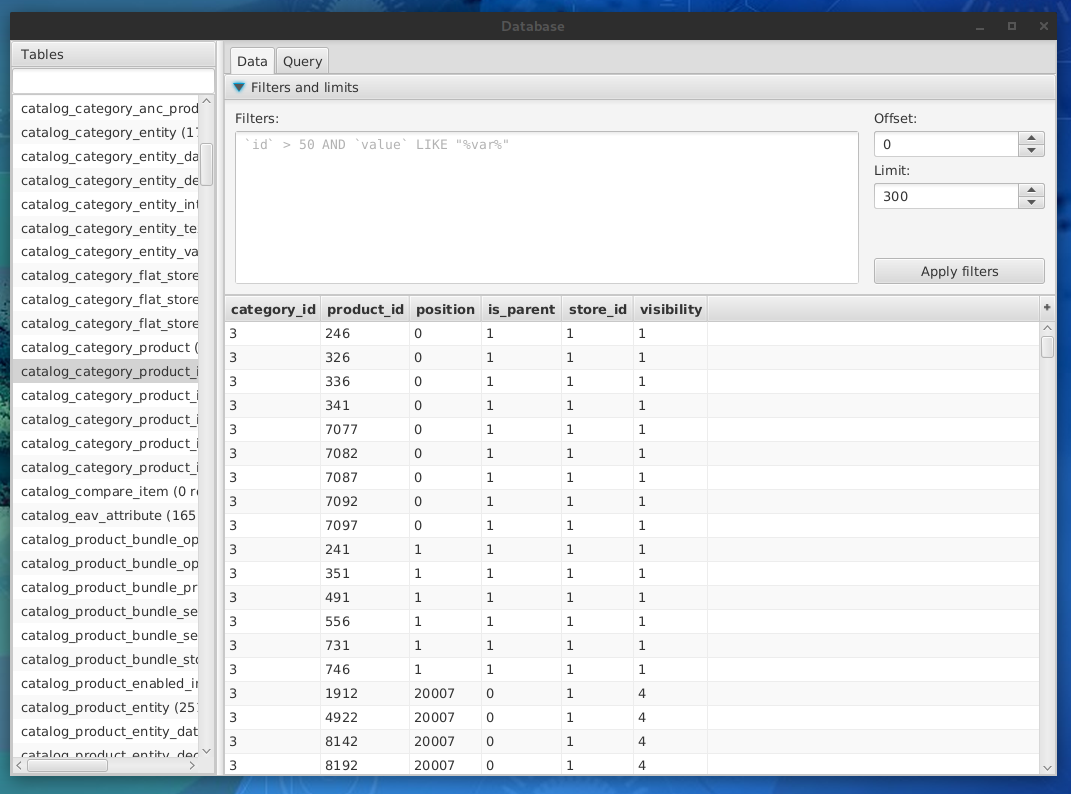 Database
Tables
catalog_category_anc_prod
catalog_category_entity (17
catalog_category_entity_da
catalog_category_entity_de
catalog_category_entity_int
catalog_category_entity_te
catalog_category_entity_va
catalog_category_flat_store
catalog_category_flat_store
catalog_category_flat_store
catalog_category_product (
catalog_category_product_i
catalog_category_product_i
catalog_category_product_i
catalog_category_product_i
catalog_category_product_i
catalog_compare_item (0 r
catalog_eav_attribute (165
catalog_product_bundle_op
catalog_product_bundle_op
catalog_product_bundle_pr
catalog_product_bundle_se
catalog_product_bundle_se
catalog_product_bundle_sto
catalog_product_enabled_i
catalog_product_entity (25
catalog_product_entity_dat
catalog_product_entity_dec
Data Query
Filters and limits
Filters:
`id` > 50 AND `value` LIKE "%var%"
Offset:
0
Limit:
300
Apply filters
category_id product_id position is_parent store_id visibility +
3 246 0 1 1 1
3 326 0 1 1 1
3 336 0 1 1 1
3 341 0 1 1 1
3 7077 0 1 1 1
3 7082 0 1 1 1
3 7087 0 1 1 1
3 7092 0 1 1 1
3 7097 0 1 1 1
3 241 1 1 1 1
3 351 1 1 1 1
3 491 1 1 1 1
3 556 1 1 1 1
3 731 1 1 1 1
3 746 1 1 1 1
3 1912 20007 0 1 4
3 4922 20007 0 1 4
3 8142 20007 0 1 4
3 8192 20007 0 1 4